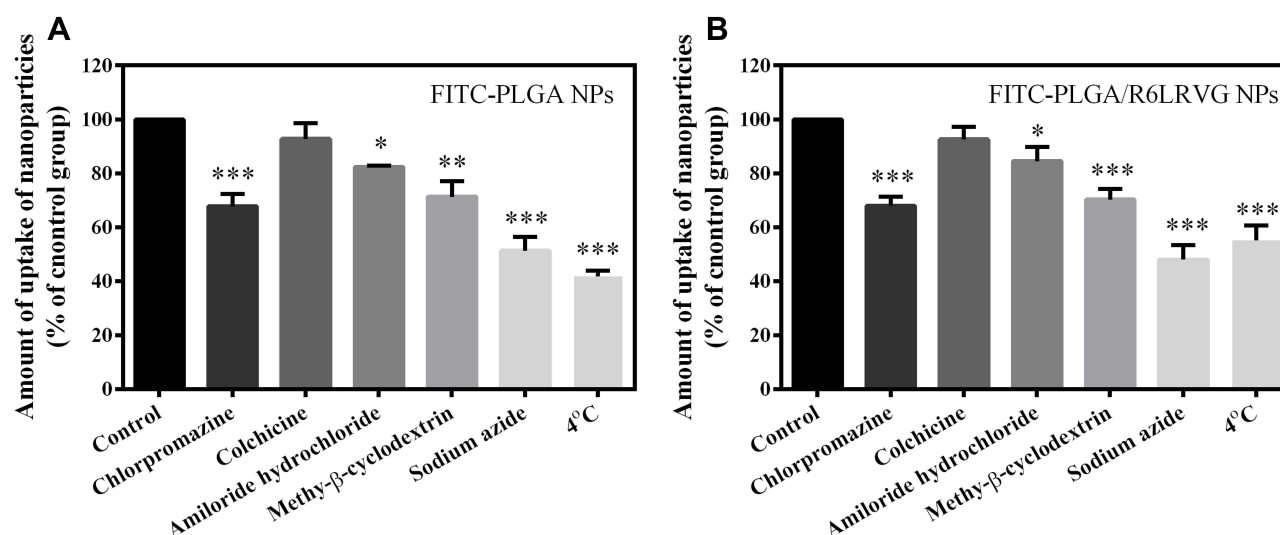 A
Amount of uptake of nanoparticies
(% of cnontrol group)
120
100
80
60
40
20
0
FITC-PLGA NPs
***
*
**
***
***
Control
Chlorpromazine
Colchicine
Amiloride hydrochloride
Methy-β-cyclodextrin
Sodium azide
4°C
B
Amount of uptake of nanoparticies
(% of cnontrol group)
120
100
80
60
40
20
0
FITC-PLGA/R6LRVG NPs
***
*
***
***
***
Control
Chlorpromazine
Colchicine
Amiloride hydrochloride
Methy-β-cyclodextrin
Sodium azide
4°C